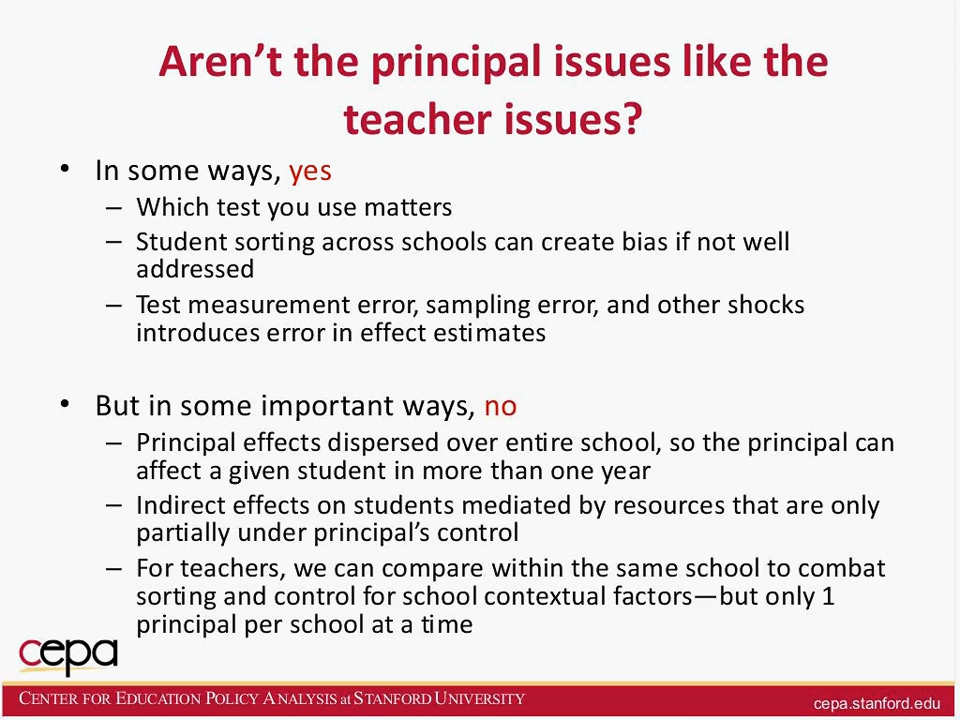 Aren’t the principal issues like the
teacher issues?
• In some ways, yes
– Which test you use matters
– Student sorting across schools can create bias if not well
addressed
– Test measurement error, sampling error, and other shocks
introduces error in effect estimates
• But in some important ways, no
– Principal effects dispersed over entire school, so the principal can
affect a given student in more than one year
– Indirect effects on students mediated by resources that are only
partially under principal’s control
– For teachers, we can compare within the same school to combat
sorting and control for school contextual factors—but only 1
principal per school at a time
cepa
CENTER FOR EDUCATION POLICY ANALYSIS at STANFORD UNIVERSITY
cepa.stanford.edu